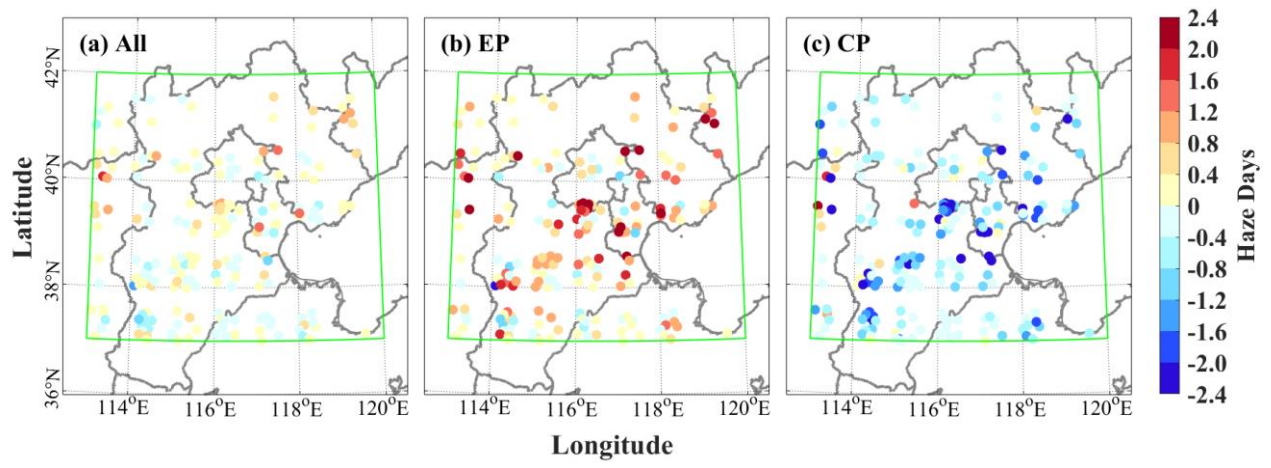 (a) All
(b) EP
(c) CP
42°N
40°N
38°N
36°N
Latitude
114°E 116°E 118°E 120°E
114°E 116°E 118°E 120°E
114°E 116°E 118°E 120°E
Longitude
2.4
2.0
1.6
1.2
0.8
0.4
0
-0.4
-0.8
-1.2
-1.6
-2.0
-2.4
Haze Days